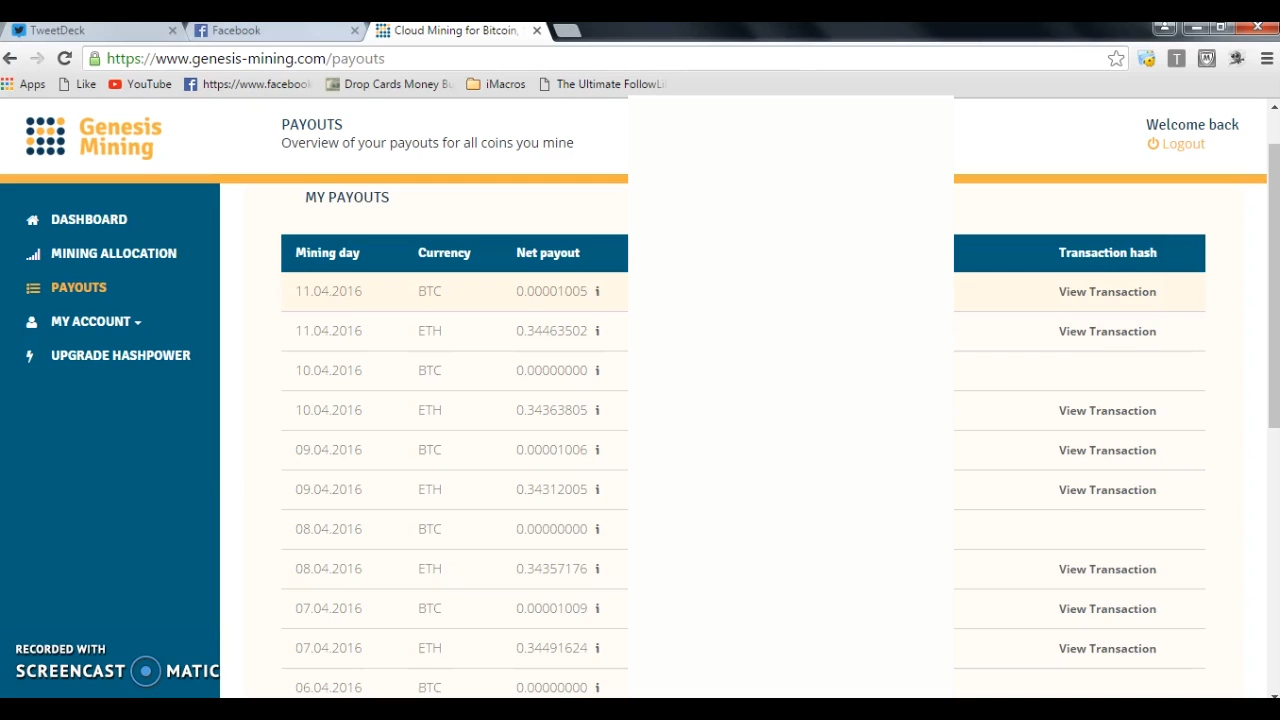 TweetDeck
Facebook
Cloud Mining for Bitcoin,
https://www.genesis-mining.com/payouts
Apps
Like
YouTube
https://www.facebook
Drop Cards Money Bu
iMacros
The Ultimate FollowLi
Genesis
Mining
PAYOUTS
Overview of your payouts for all coins you mine
Welcome back
Logout
DASHBOARD
MINING ALLOCATION
PAYOUTS
MY ACCOUNT
UPGRADE HASHPOWER
MY PAYOUTS
Mining day Currency Net payout Transaction hash
11.04.2016 BTC 0.00001005 i View Transaction
11.04.2016 ETH 0.34463502 i View Transaction
10.04.2016 BTC 0.00000000 i
10.04.2016 ETH 0.34363805 i View Transaction
09.04.2016 BTC 0.00001006 i View Transaction
09.04.2016 ETH 0.34312005 i View Transaction
08.04.2016 BTC 0.00000000 i
08.04.2016 ETH 0.34357176 i View Transaction
07.04.2016 BTC 0.00001009 i View Transaction
07.04.2016 ETH 0.34491624 i View Transaction
06.04.2016 BTC 0.00000000 i
RECORDED WITH
SCREENCAST MATIC